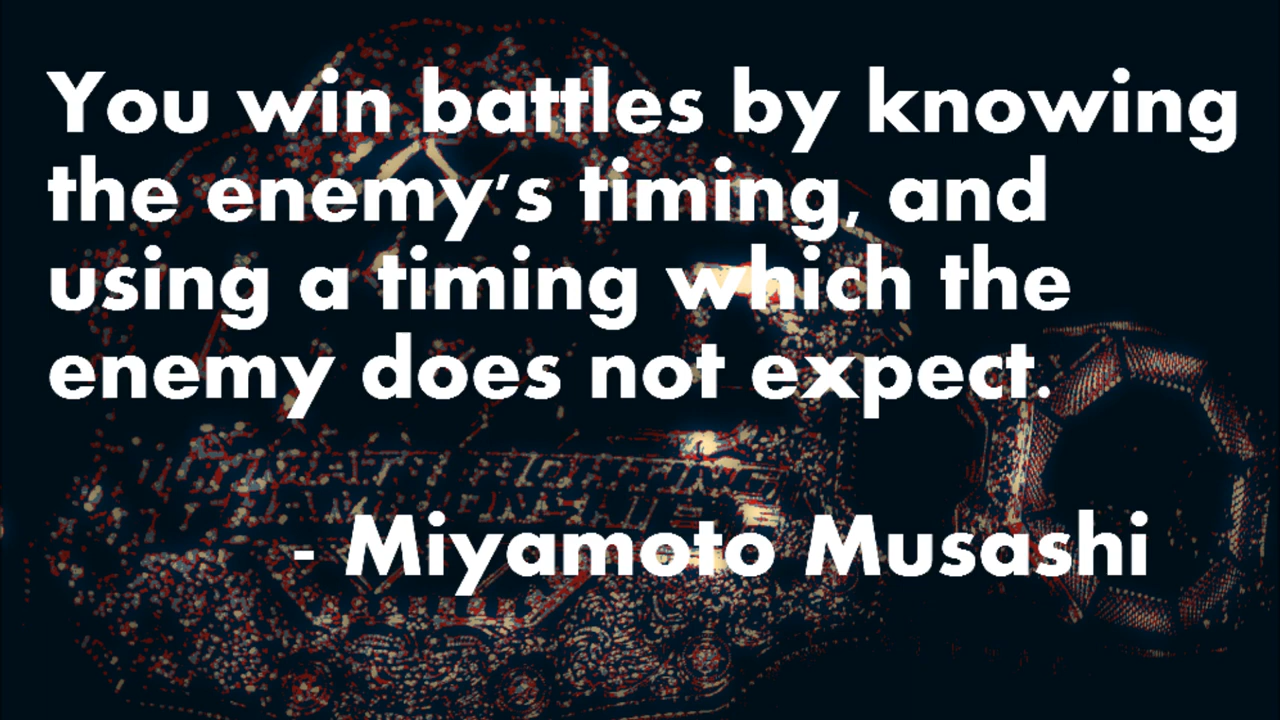 You win battles by knowing
the enemy's timing, and
using a timing which the
enemy does not expect.
- Miyamoto Musashi